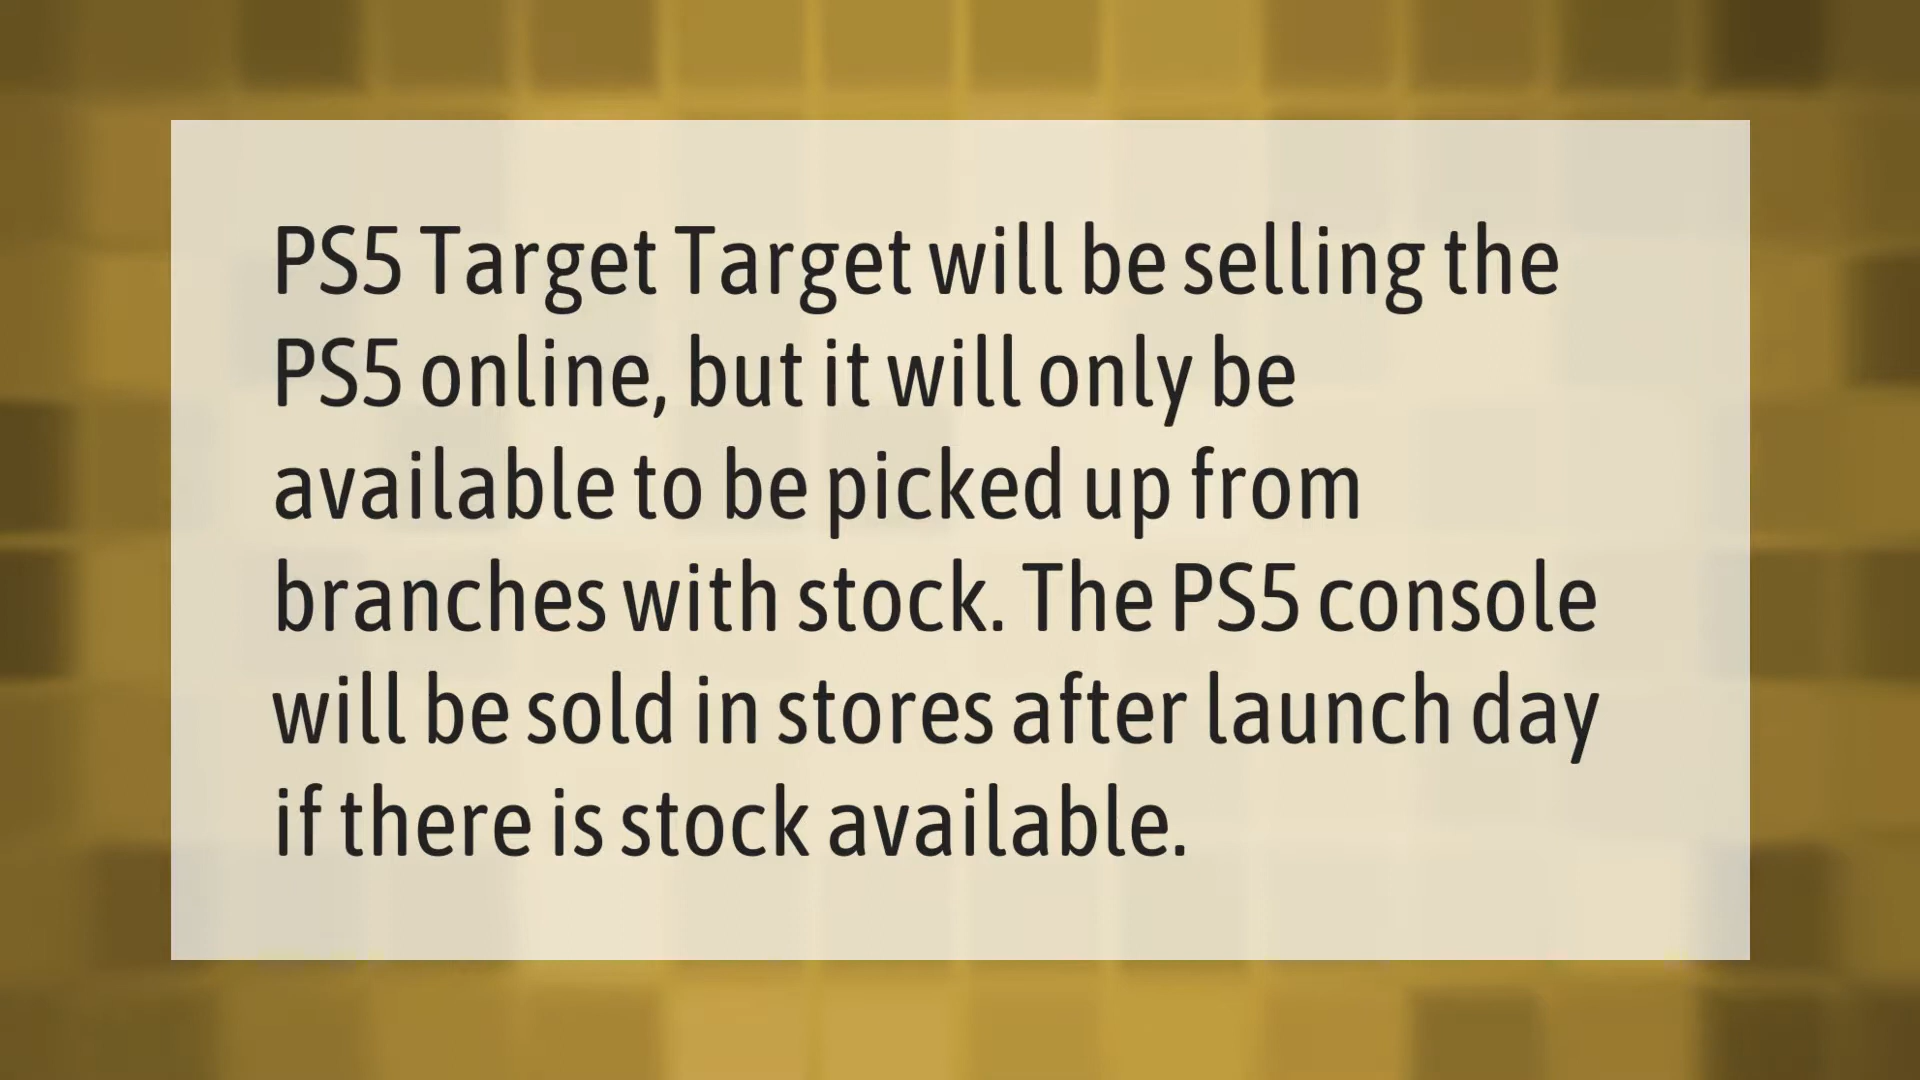 PS5 Target Target will be selling the
PS5 online, but it will only be
available to be picked up from
branches with stock. The PS5 console
will be sold in stores after launch day
if there is stock available.